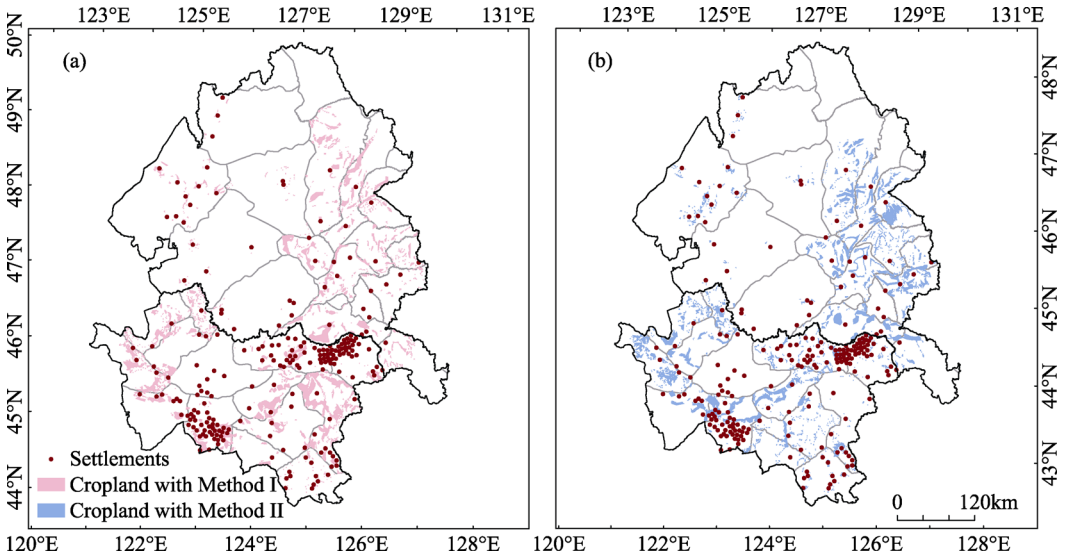 123°E 125°E 127°E 129°E 131°E 123°E 125°E 127°E 129°E 131°E
(a) (b)
50°N
49°N
48°N
47°N
46°N
45°N
44°N
48°N
47°N
46°N
45°N
44°N
43°N
Settlements
Cropland with Method I
Cropland with Method II
0 120km
120°E 122°E 124°E 126°E 128°E 120°E 122°E 124°E 126°E 128°E